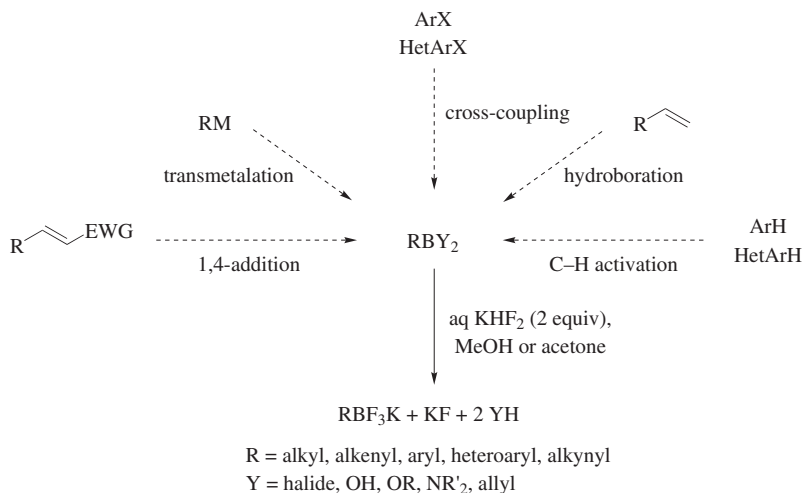 ArX
HetArX
cross-coupling
RM
transmetalation
R
hydroboration
R
EWG
1,4-addition
RBY₂
C–H activation
ArH
HetArH
aq KHF₂ (2 equiv),
MeOH or acetone
RBF₃K + KF + 2 YH
R = alkyl, alkenyl, aryl, heteroaryl, alkynyl
Y = halide, OH, OR, NR'₂, allyl